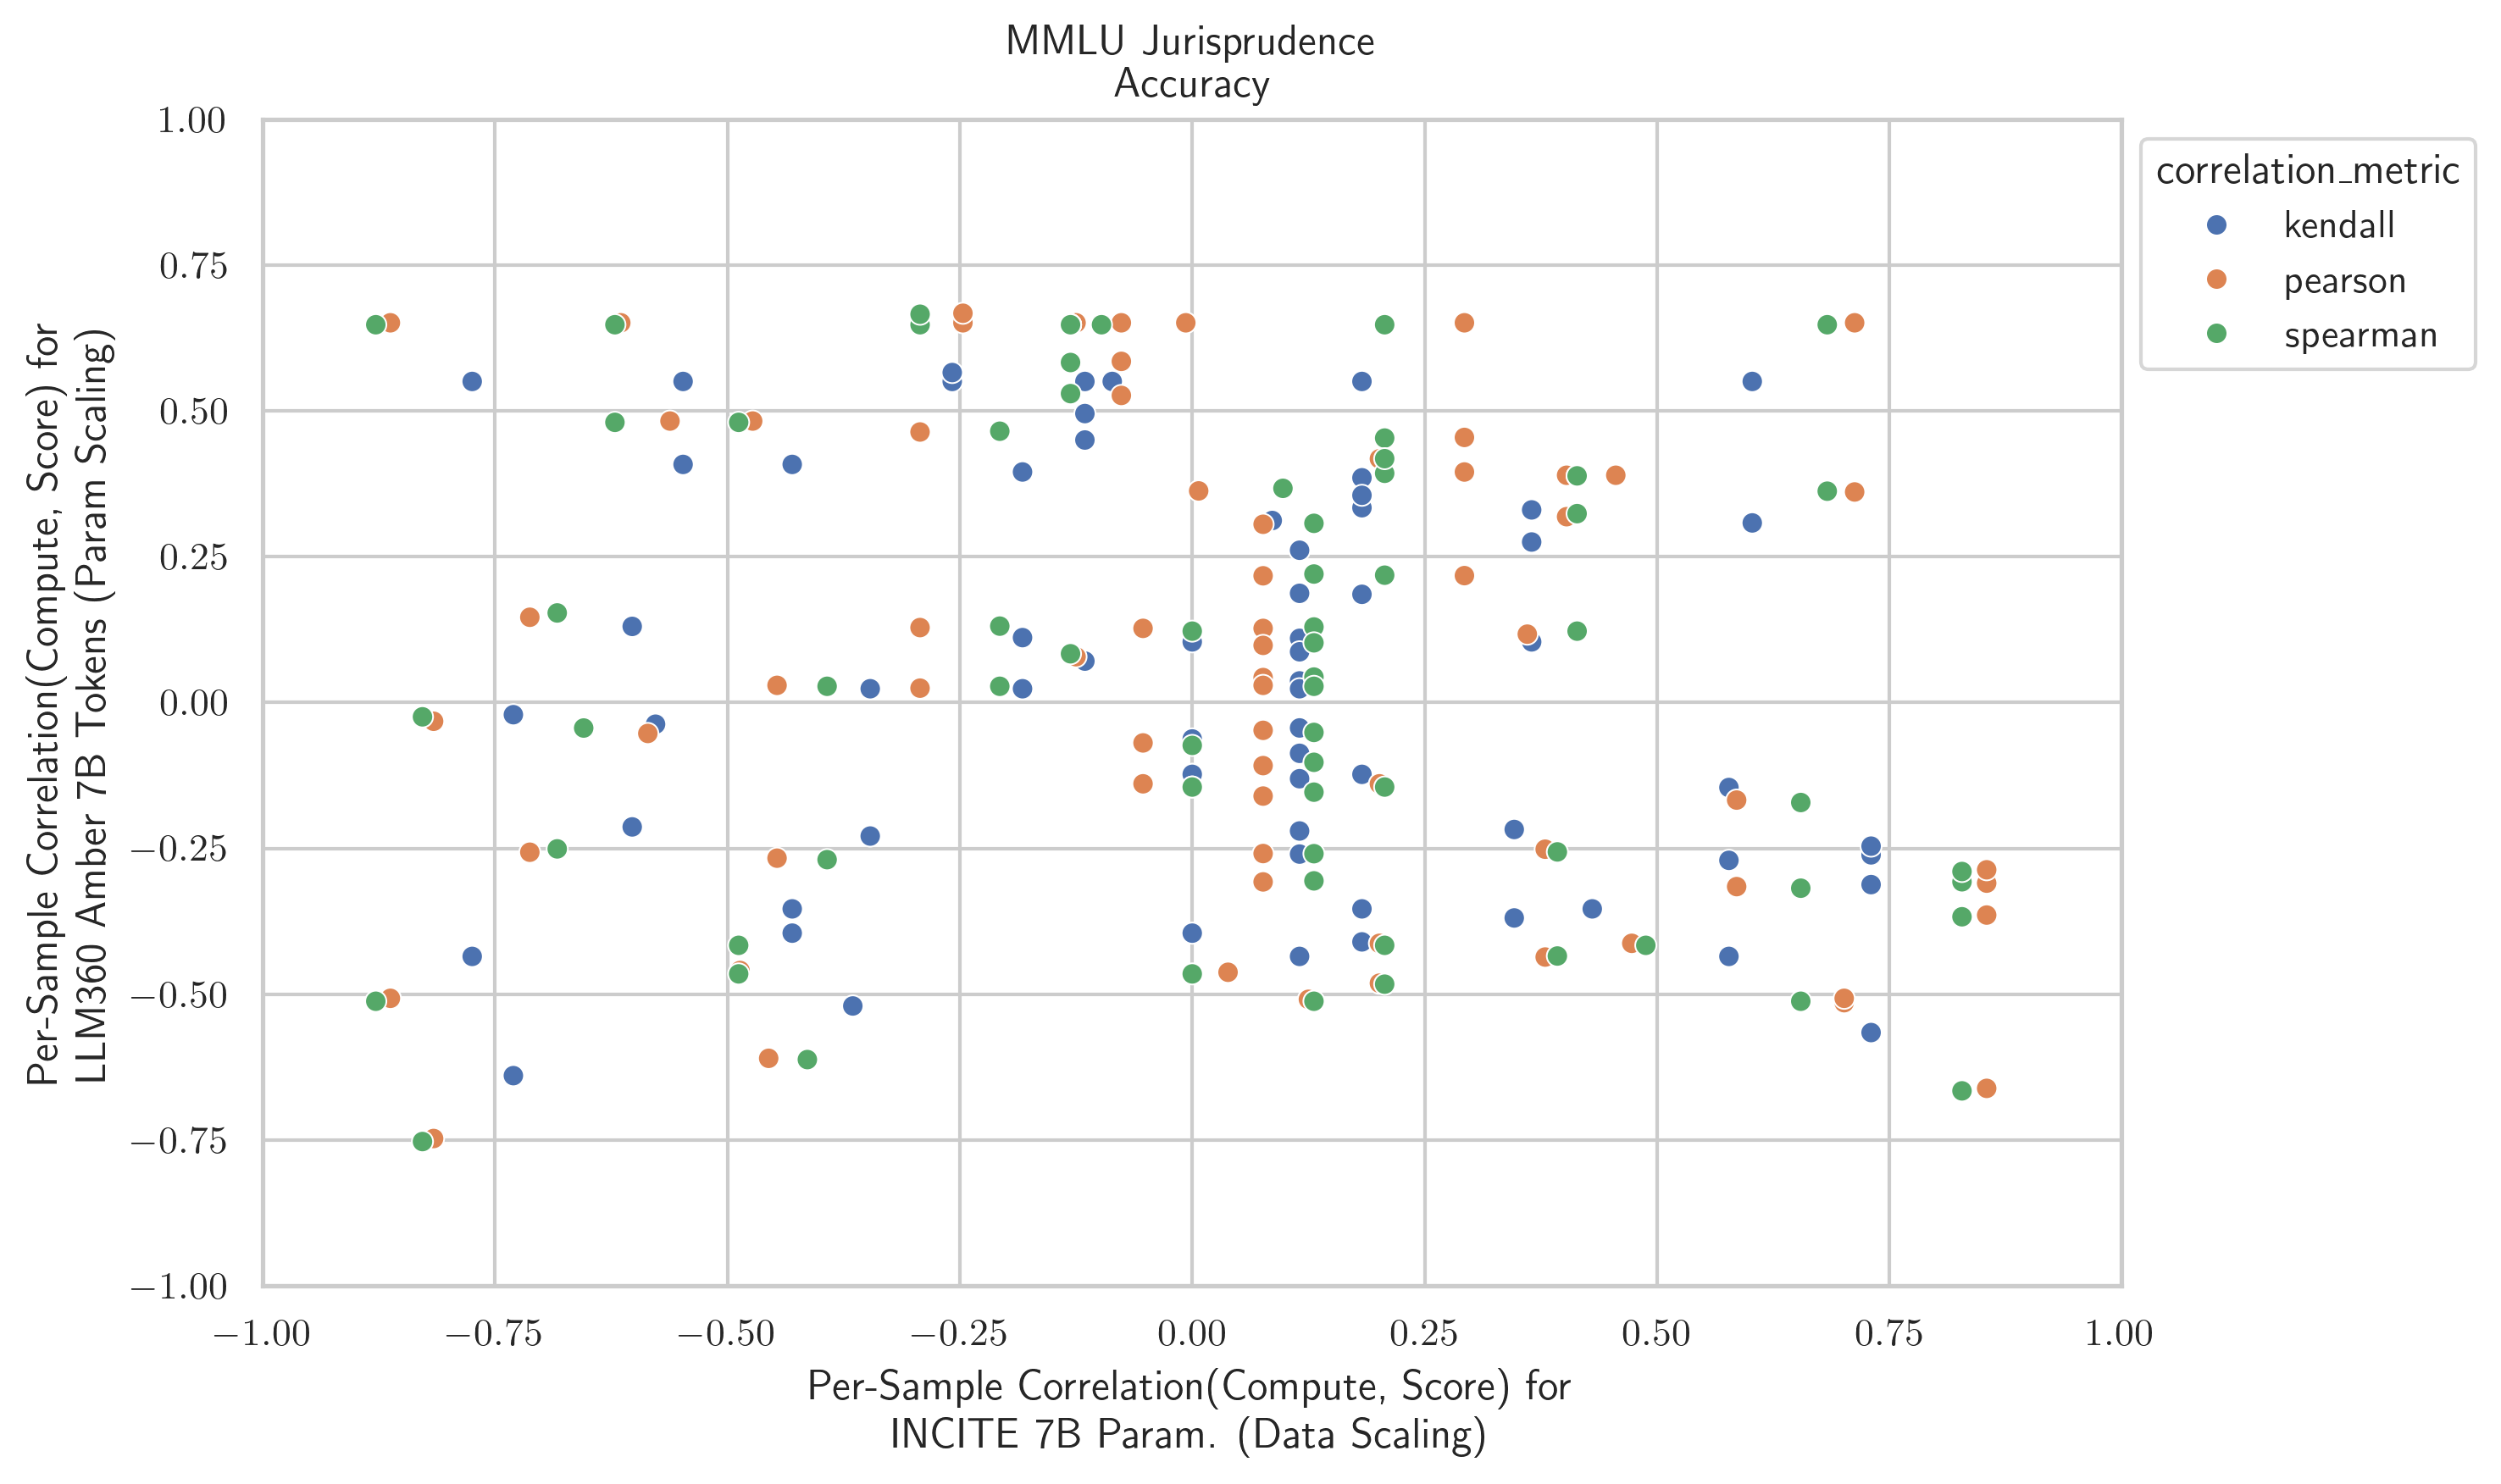 MMLU Jurisprudence
Accuracy
Per-Sample Correlation(Compute, Score) for
LLM360 Amber 7B Tokens (Param Scaling)
1.00
0.75
0.50
0.25
0.00
−0.25
−0.50
−0.75
−1.00
−1.00
−0.75
−0.50
−0.25
0.00
0.25
0.50
0.75
1.00
Per-Sample Correlation(Compute, Score) for
INCITE 7B Param. (Data Scaling)
correlation_metric
kendall
pearson
spearman